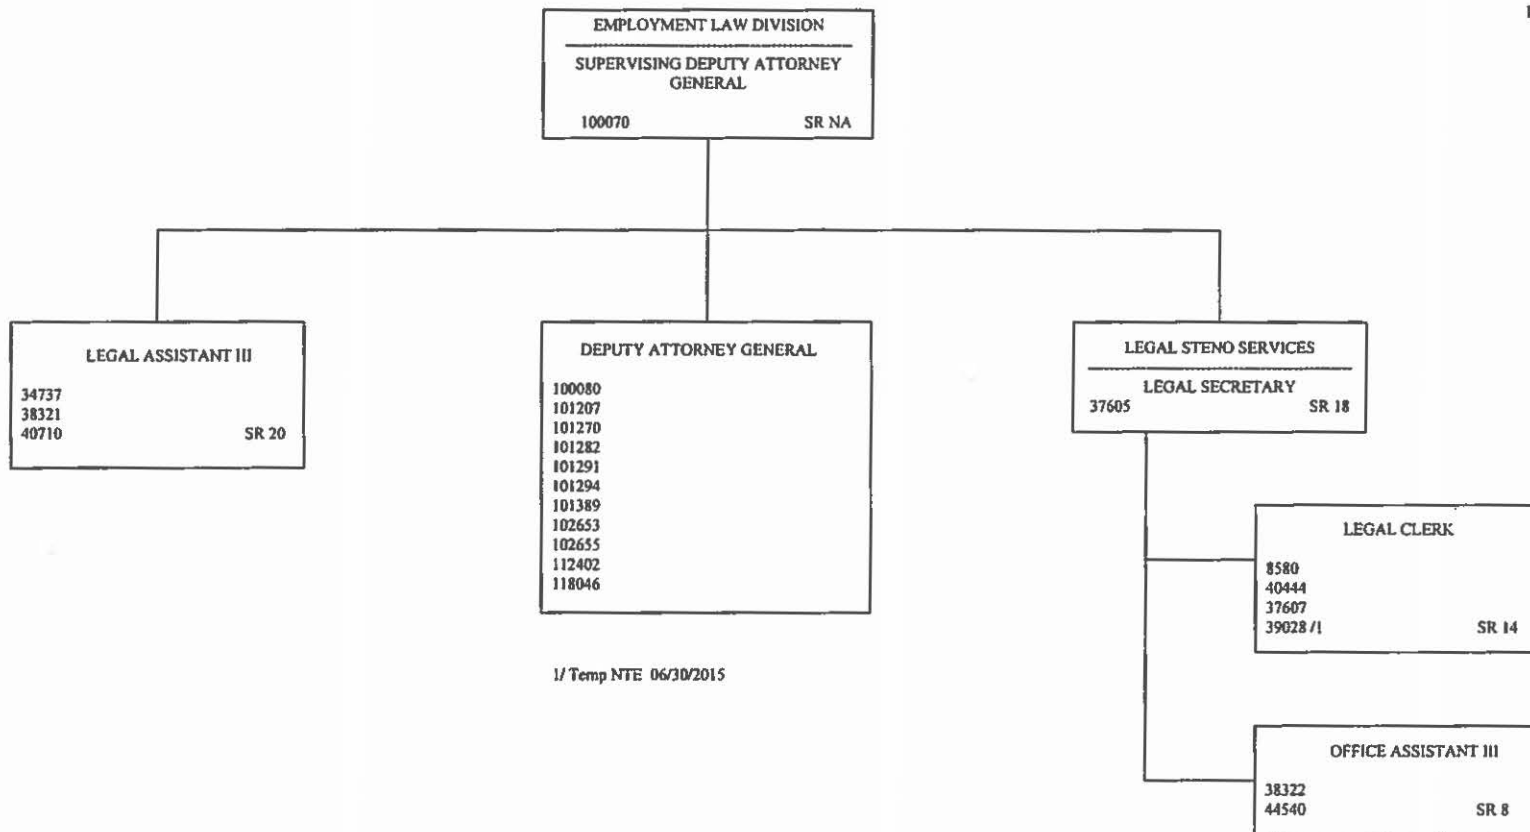 EMPLOYMENT LAW DIVISION
SUPERVISING DEPUTY ATTORNEY
GENERAL
100070 SR NA
LEGAL ASSISTANT III
34737
38321
40710 SR 20
DEPUTY ATTORNEY GENERAL
100080
101207
101270
101282
101291
101294
101389
102653
102655
112402
118046
1/ Temp NTE 06/30/2015
LEGAL STENO SERVICES
LEGAL SECRETARY
37605 SR 18
LEGAL CLERK
8580
40444
37607
39028 /1 SR 14
OFFICE ASSISTANT III
38322
44540 SR 8